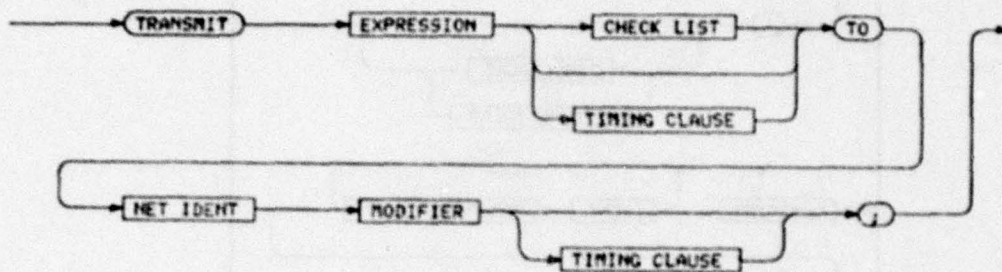 TRANSMIT EXPRESSION CHECK LIST TO
TIMING CLAUSE
NET IDENT MODIFIER ;
TIMING CLAUSE